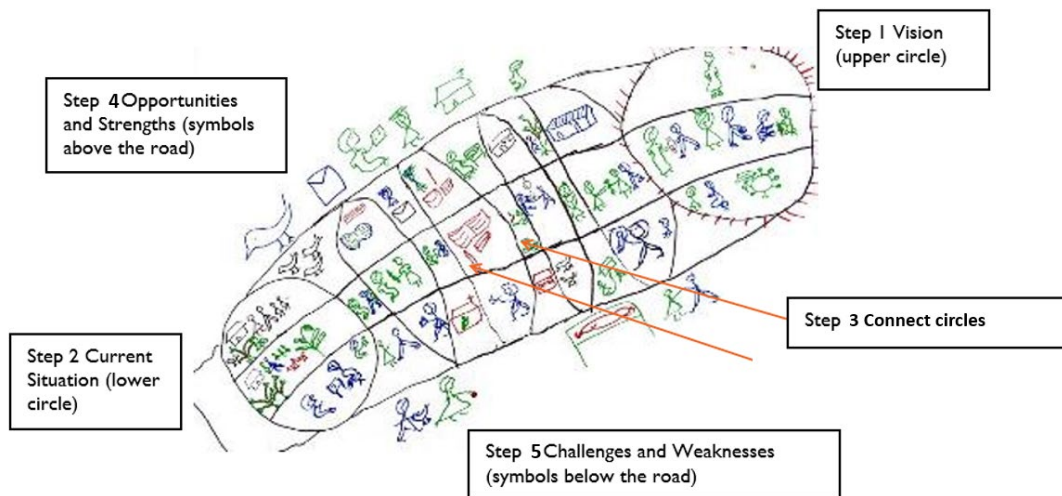 Step 1 Vision
(upper circle)
Step 4 Opportunities
and Strengths (symbols
above the road)
Step 3 Connect circles
Step 2 Current
Situation (lower
circle)
Step 5 Challenges and Weaknesses
(symbols below the road)